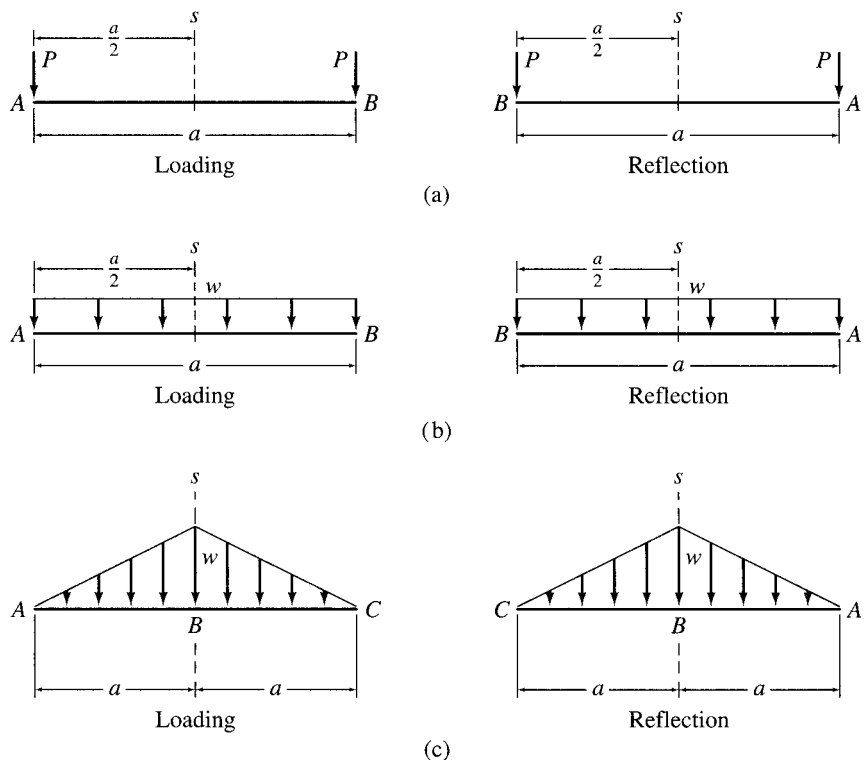 s s
a/2 a/2
P P P P
A B B A
a a
Loading Reflection
(a)
s s
a/2 w a/2 w
A B B A
a a
Loading Reflection
(b)
s s
w w
A C C A
B B
a a a a
Loading Reflection
(c)